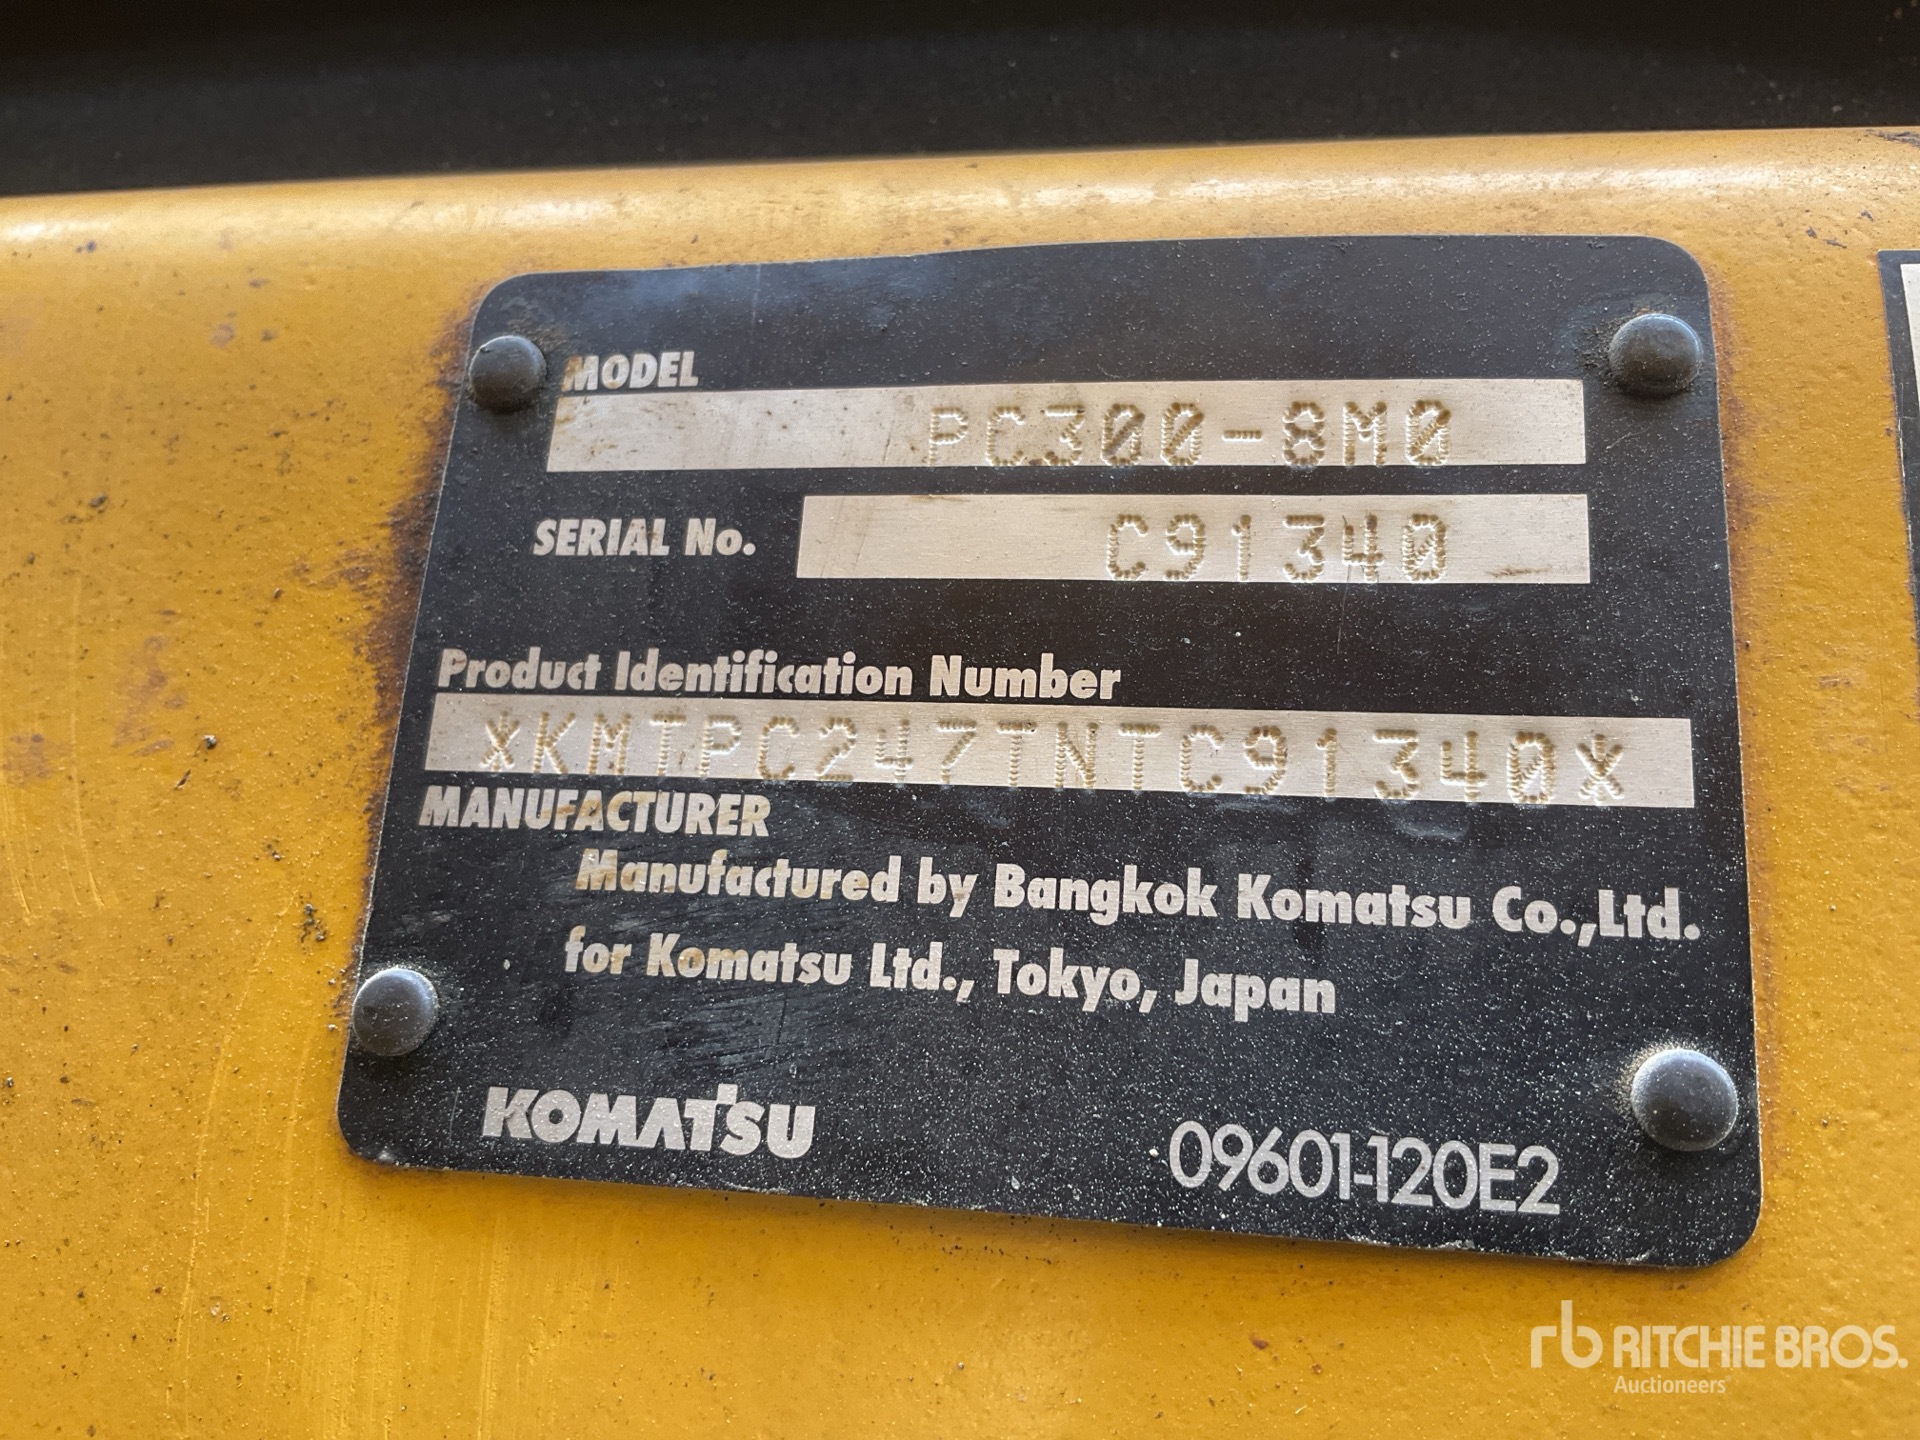 MODEL
PC300-8M0
SERIAL No.
C91340
Product Identification Number
*KMTPC247TNTC91340*
MANUFACTURER
Manufactured by Bangkok Komatsu Co.,Ltd.
for Komatsu Ltd., Tokyo, Japan
KOMATSU
09601-120E2
rb RITCHIE BROS.
Auctioneers